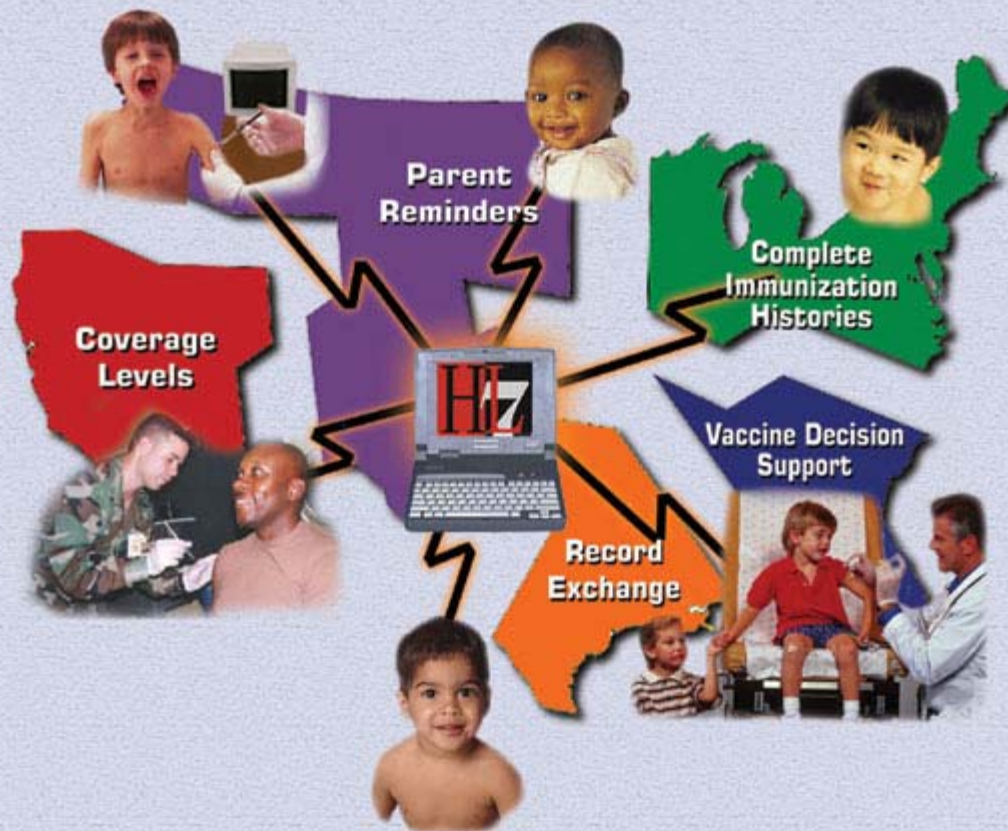 Parent
Reminders
Complete
Immunization
Histories
Coverage
Levels
HL7
Vaccine Decision
Support
Record
Exchange